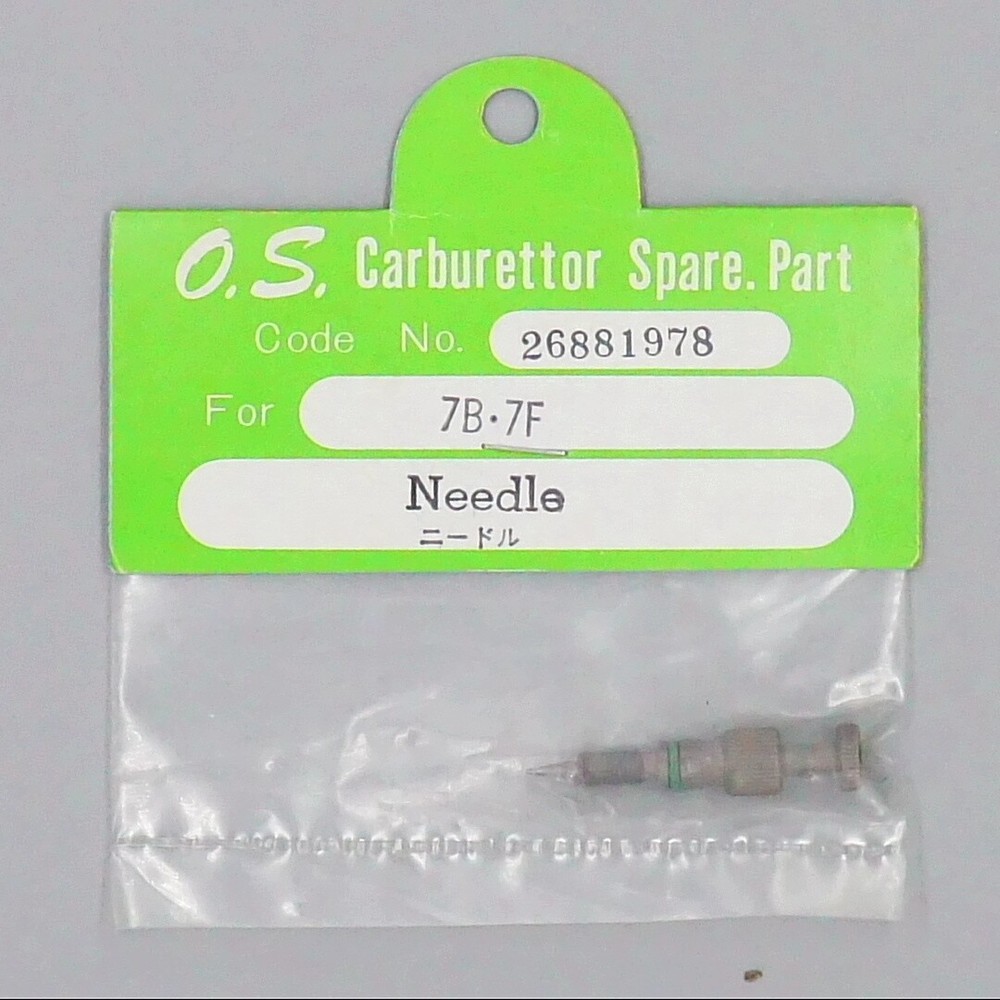 O.S. Carburettor Spare. Part
Code No. 26881978
For 7B·7F
Needle
ニードル